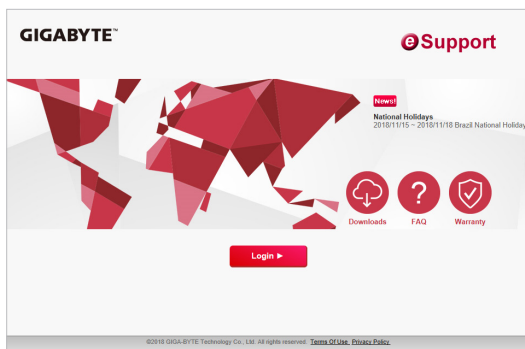 GIGABYTE™
eSupport
News!
National Holidays
2018/11/15 ~ 2018/11/18 Brazil National Holiday
Downloads
FAQ
Warranty
Login
©2018 GIGA-BYTE Technology Co., Ltd. All rights reserved. Terms Of Use Privacy Policy